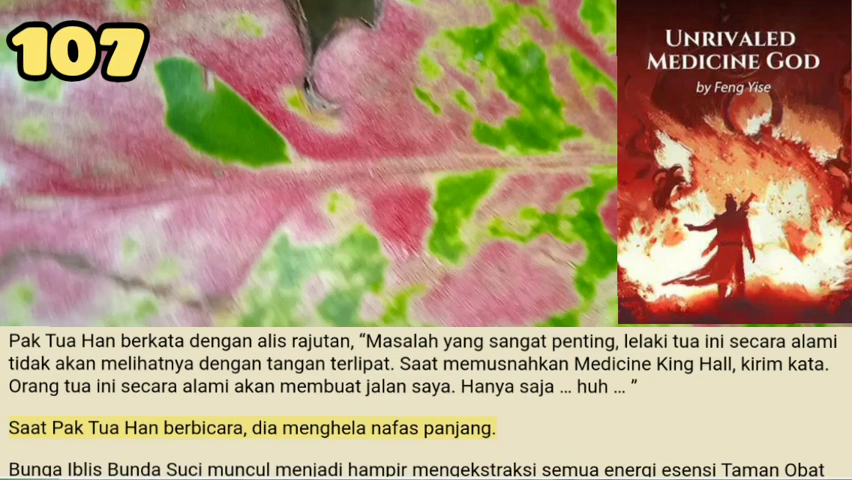 107
UNRIVALED
MEDICINE GOD
by Feng Yise
Pak Tua Han berkata dengan alis rajutan, “Masalah yang sangat penting, lelaki tua ini secara alami
tidak akan melihatnya dengan tangan terlipat. Saat memusnahkan Medicine King Hall, kirim kata.
Orang tua ini secara alami akan membuat jalan saya. Hanya saja … huh … ”
Saat Pak Tua Han berbicara, dia menghela nafas panjang.
Bunga Iblis Bunda Suci muncul menjadi hampir mengekstraksi semua energi esensi Taman Obat